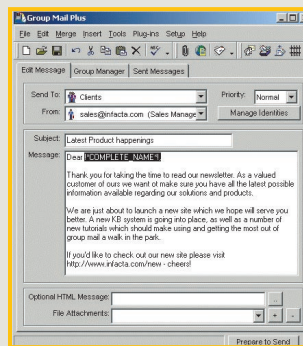 Group Mail Plus
File Edit Merge Insert Tools Plug-ins Setup Help
Edit Message Group Manager Sent Messages
Send To: Clients Priority: Normal
From: sales@infacta.com (Sales Manage Manage Identities
Subject: Latest Product happenings
Message: Dear !*COMPLETE_NAME*!,
Thank you for taking the time to read our newsletter. As a valued
customer of ours we want ot make sure you have all the latest possible
information available regarding our solutions and products.
We are just about to launch a new site which we hope will serve you
better. A new KB system is going into place, as well as a number of
new tutorials which should make using and getting the most out of
group mail a walk in the park.
If you'd like to check out our new site please visit
http://www.infacta.com/new - cheers!
Optional HTML Message: ..
File Attachments: + -
Prepare to Send